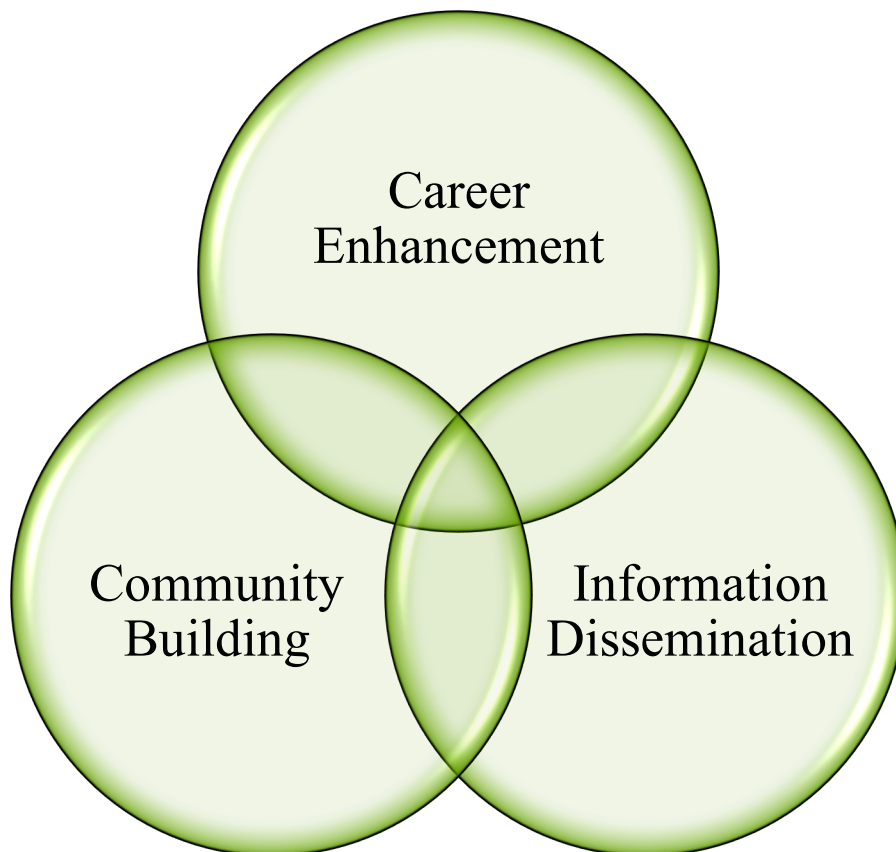 Career
Enhancement
Community
Building
Information
Dissemination